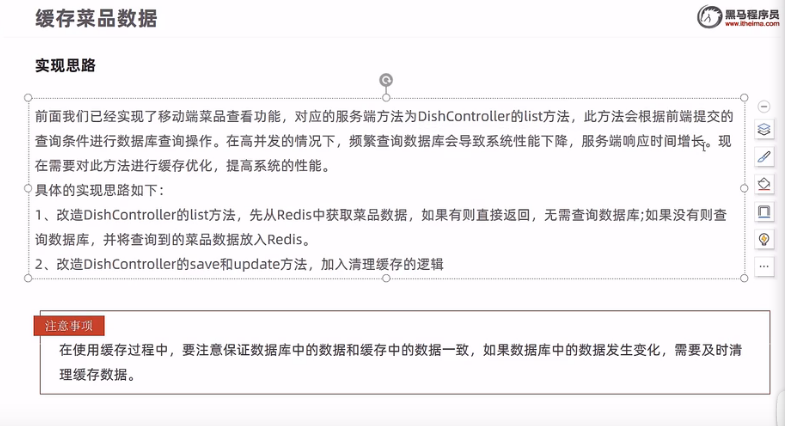 缓存菜品数据
黑马程序员
www.itheima.com
实现思路
前面我们已经实现了移动端菜品查看功能，对应的服务端方法为DishController的list方法，此方法会根据前端提交的
查询条件进行数据库查询操作。在高并发的情况下，频繁查询数据库会导致系统性能下降，服务端响应时间增长。现
在需要对此方法进行缓存优化，提高系统的性能。
具体的实现思路如下：
1、改造DishController的list方法，先从Redis中获取菜品数据，如果有则直接返回，无需查询数据库;如果没有则查
询数据库，并将查询到的菜品数据放入Redis。
2、改造DishController的save和update方法，加入清理缓存的逻辑
注意事项
在使用缓存过程中，要注意保证数据库中的数据和缓存中的数据一致，如果数据库中的数据发生变化，需要及时清
理缓存数据。